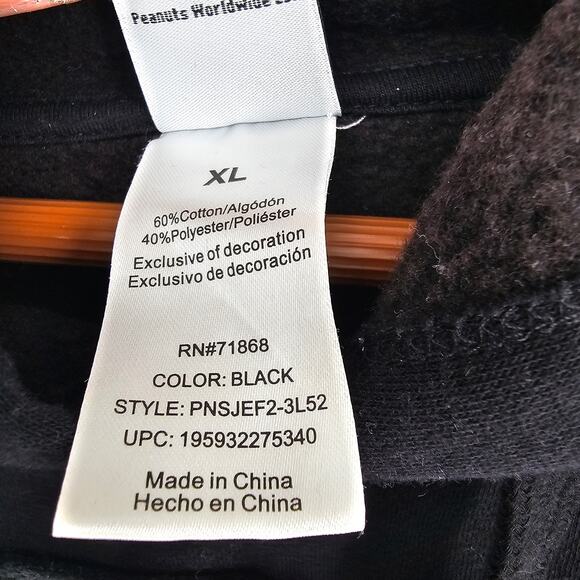 Peanuts Worldwide
XL
60%Cotton/Algódón
40%Polyester/Poliéster
Exclusive of decoration
Exclusivo de decoración
RN#71868
COLOR: BLACK
STYLE: PNSJEF2-3L52
UPC: 195932275340
Made in China
Hecho en China